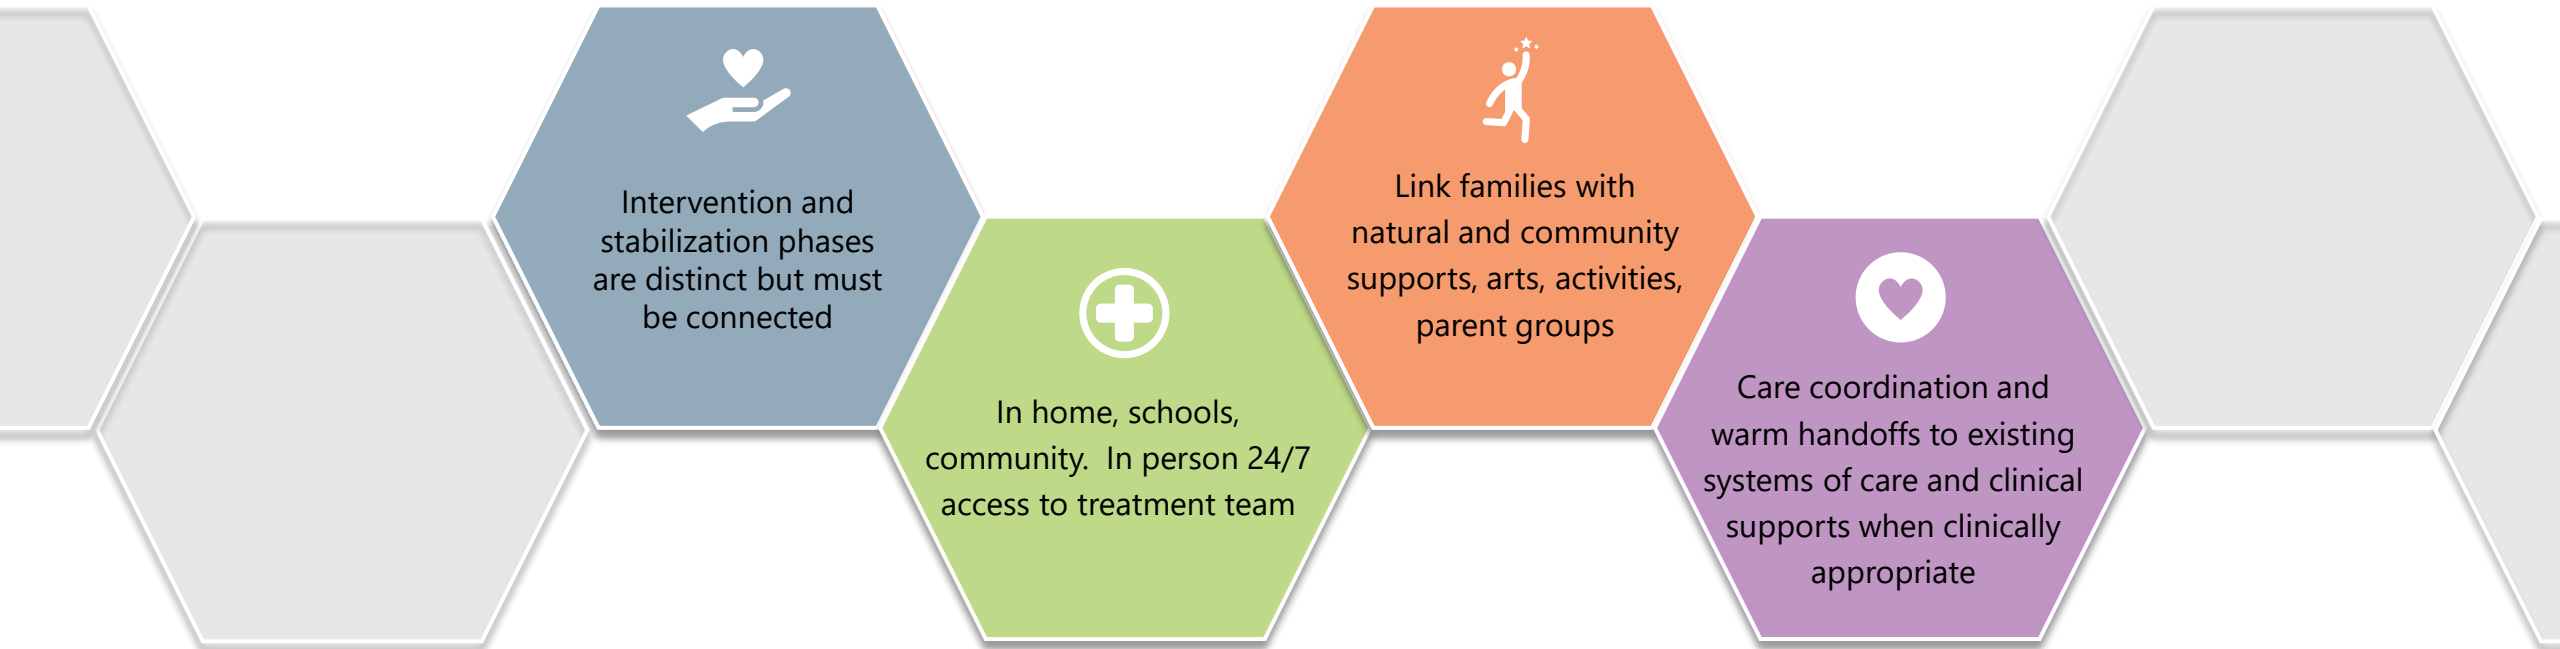 Intervention and
stabilization phases
are distinct but must
be connected
In home, schools,
community.  In person 24/7
access to treatment team
Link families with
natural and community
supports, arts, activities,
parent groups
Care coordination and
warm handoffs to existing
systems of care and clinical
supports when clinically
appropriate